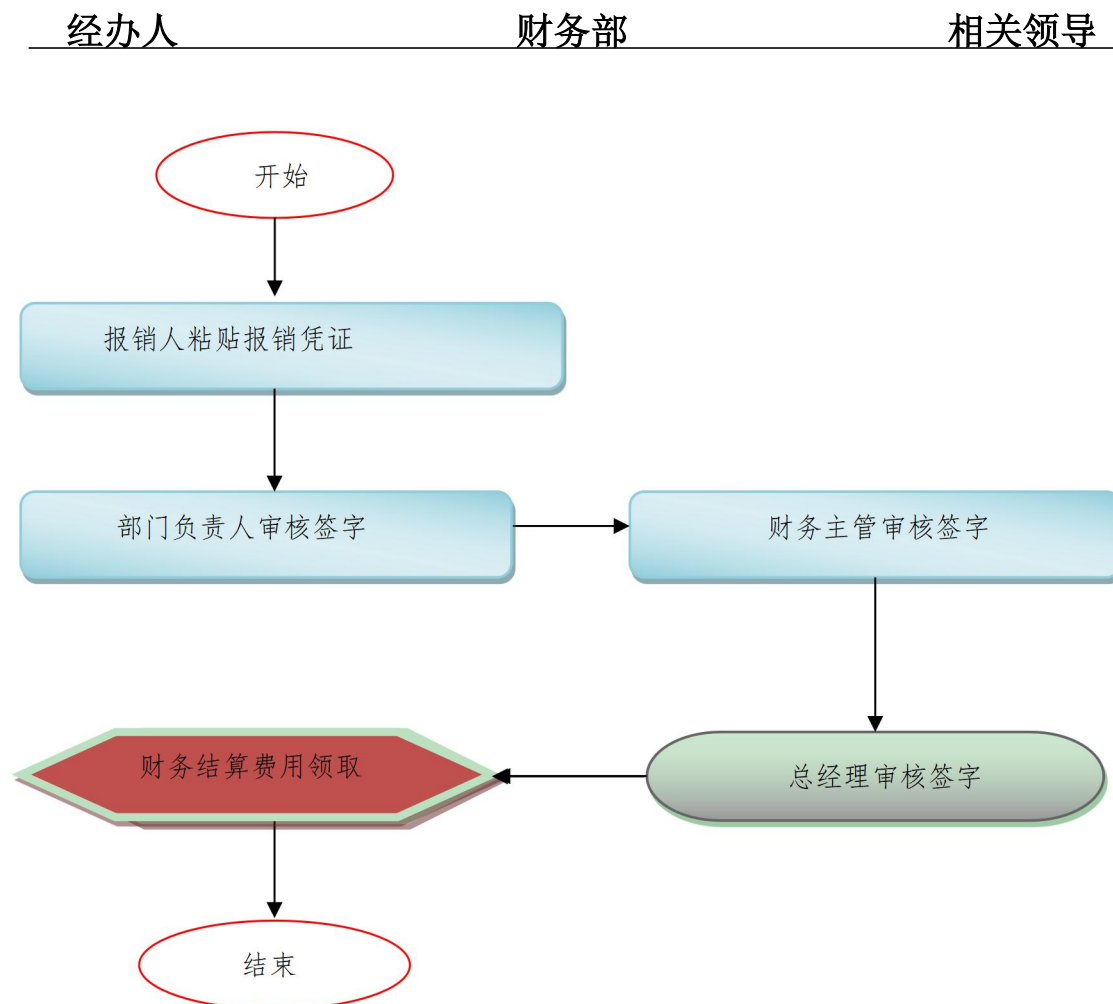 经办人 财务部 相关领导
开始
报销人粘贴报销凭证
部门负责人审核签字 财务主管审核签字
财务结算费用领取 总经理审核签字
结束